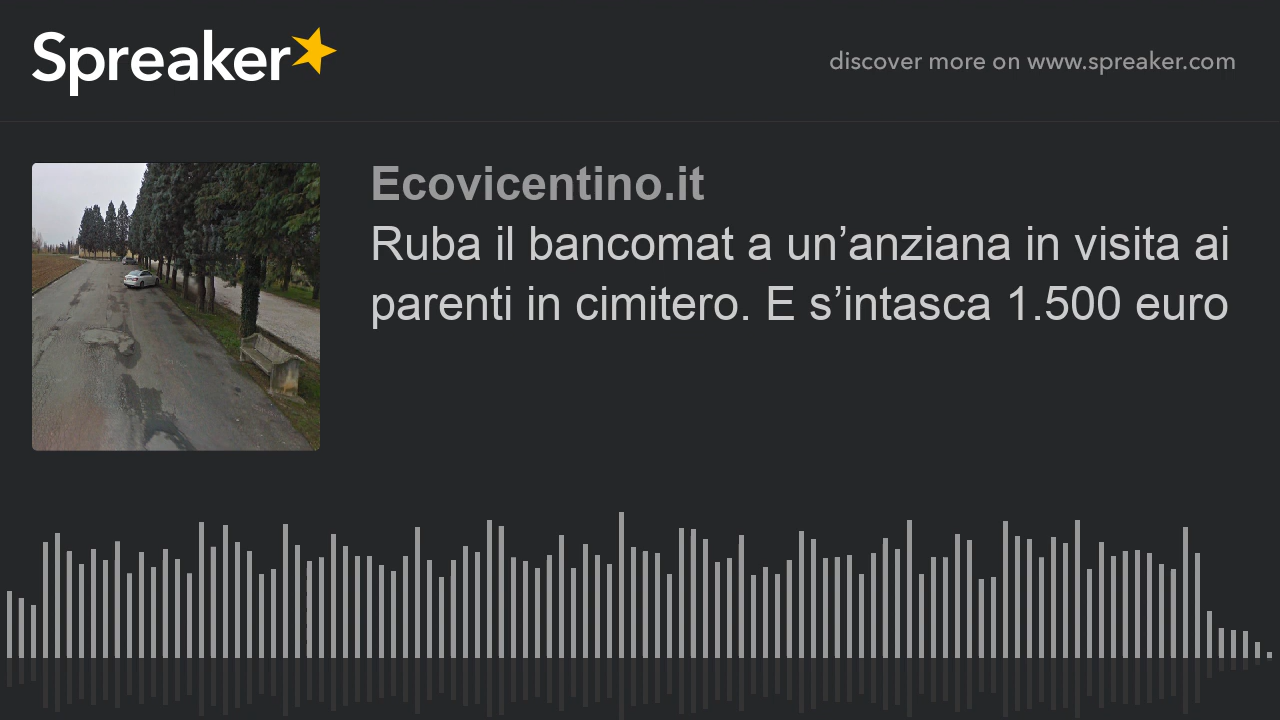 Spreaker
discover more on www.spreaker.com
Ecovicentino.it
Ruba il bancomat a un’anziana in visita ai
parenti in cimitero. E s’intasca 1.500 euro